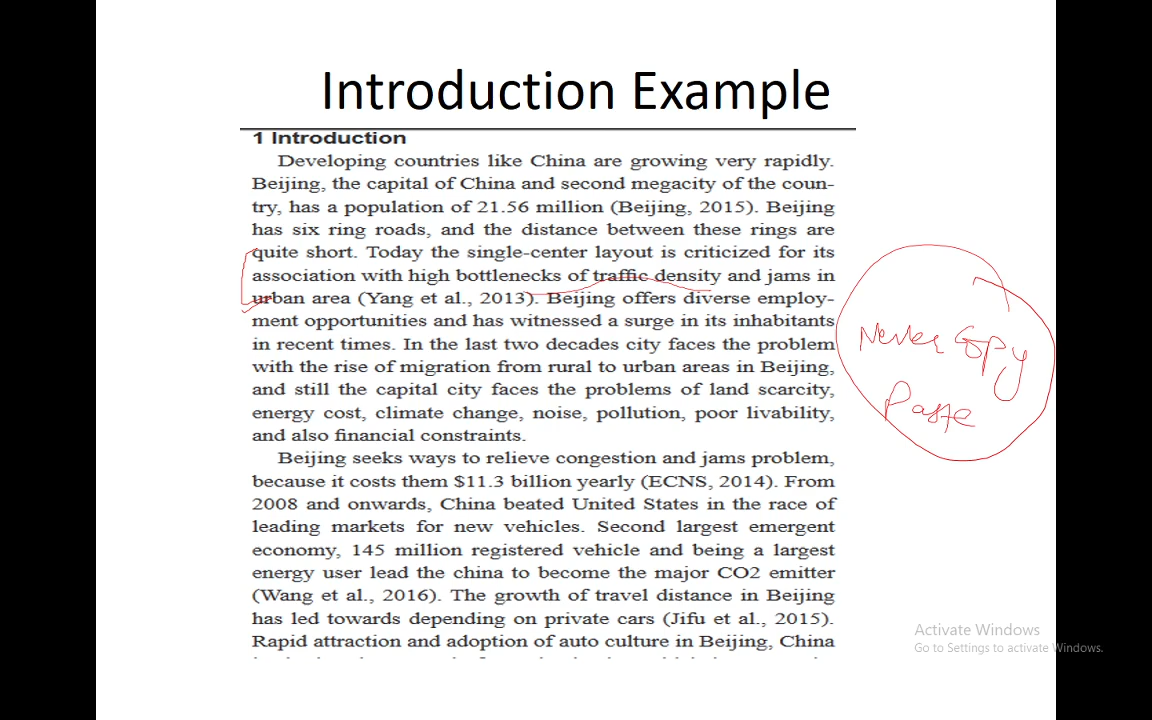 Introduction Example
1 Introduction
Developing countries like China are growing very rapidly.
Beijing, the capital of China and second megacity of the coun-
try, has a population of 21.56 million (Beijing, 2015). Beijing
has six ring roads, and the distance between these rings are
quite short. Today the single-center layout is criticized for its
association with high bottlenecks of traffic density and jams in
urban area (Yang et al., 2013). Beijing offers diverse employ-
ment opportunities and has witnessed a surge in its inhabitants
in recent times. In the last two decades city faces the problem
with the rise of migration from rural to urban areas in Beijing,
and still the capital city faces the problems of land scarcity,
energy cost, climate change, noise, pollution, poor livability,
and also financial constraints.
Beijing seeks ways to relieve congestion and jams problem,
because it costs them $11.3 billion yearly (ECNS, 2014). From
2008 and onwards, China beated United States in the race of
leading markets for new vehicles. Second largest emergent
economy, 145 million registered vehicle and being a largest
energy user lead the china to become the major CO2 emitter
(Wang et al., 2016). The growth of travel distance in Beijing
has led towards depending on private cars (Jifu et al., 2015).
Rapid attraction and adoption of auto culture in Beijing, China
Never Copy
Paste
Activate Windows
Go to Settings to activate Windows.